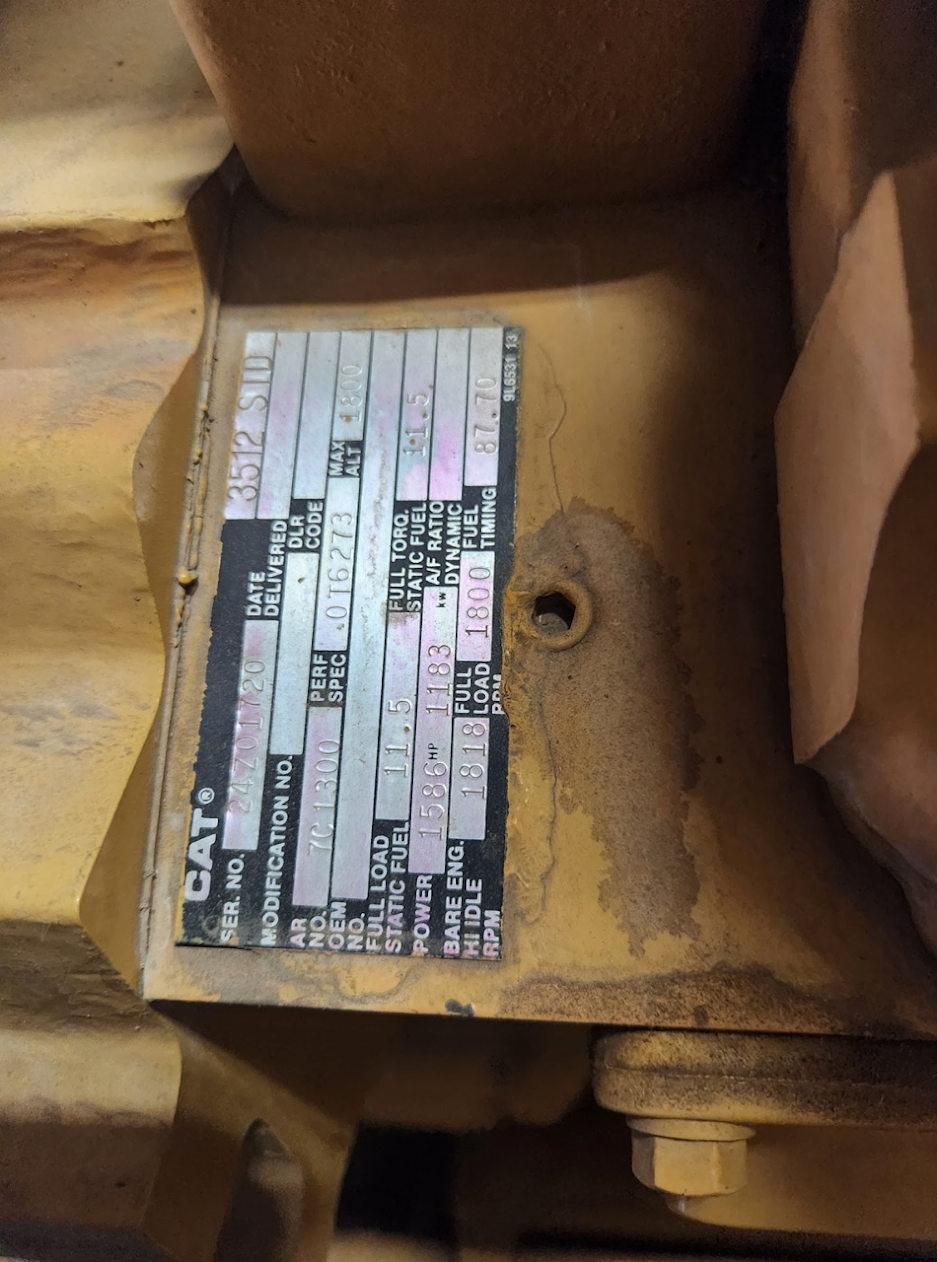 CAT®
SER. NO. 24Z01720 3512 SID
MODIFICATION NO. DATE DELIVERED
AR NO. 7C1300 PERF SPEC 0T6273 DLR CODE
OEM NO. MAX ALT 1800
FULL LOAD STATIC FUEL 11.5 FULL TORQ. STATIC FUEL 11.5
POWER 1586 HP 1183 kw A/F RATIO DYNAMIC
BARE ENG. HI IDLE RPM 1818 FULL LOAD RPM 1800 FUEL TIMING 87.70
9L6531 13